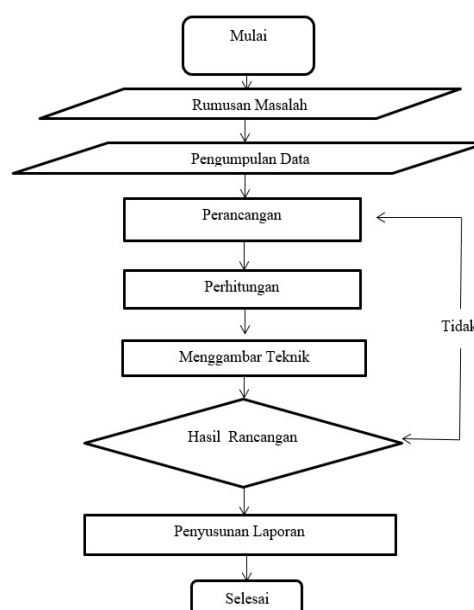 Mulai
Rumusan Masalah
Pengumpulan Data
Perancangan
Perhitungan
Tidak
Menggambar Teknik
Hasil Rancangan
Penyusunan Laporan
Selesai